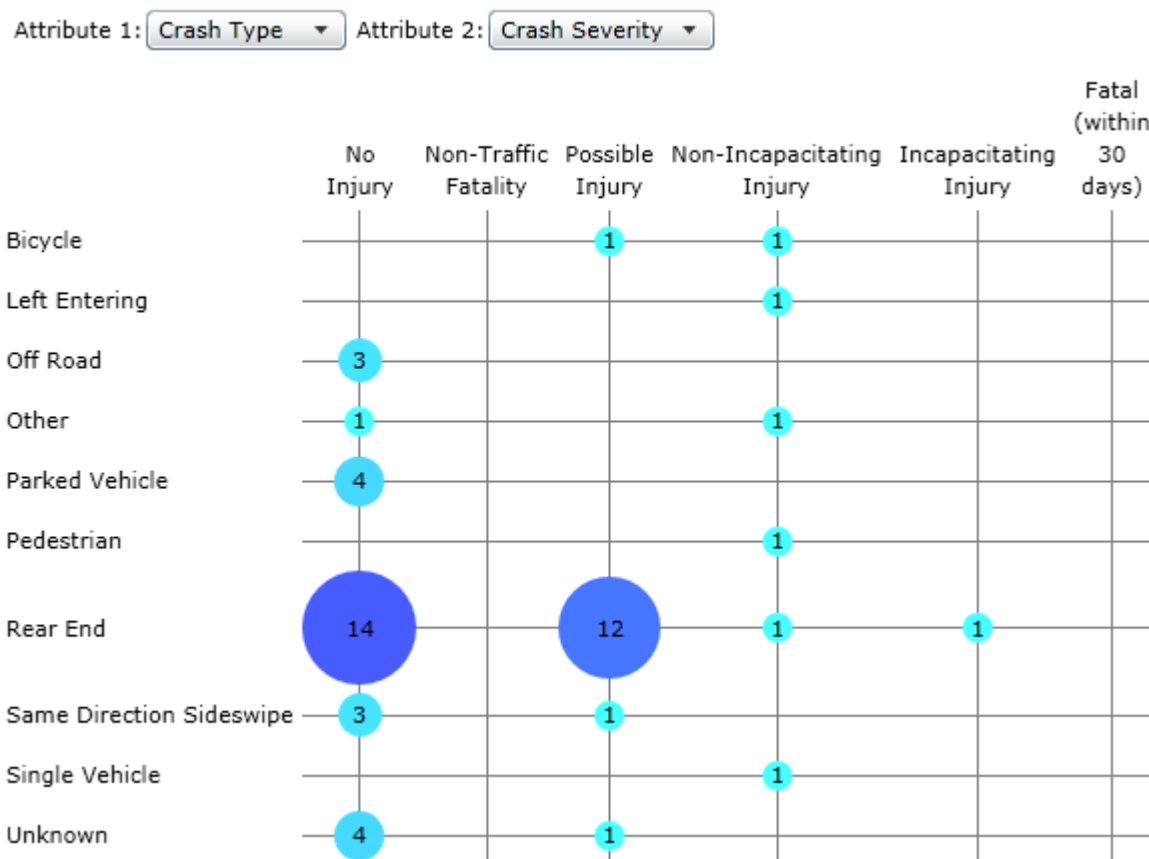 Attribute 1: Crash Type Attribute 2: Crash Severity
Fatal
(within
No Non-Traffic Possible Non-Incapacitating Incapacitating 30
Injury Fatality Injury Injury Injury days)
Bicycle 1 1
Left Entering 1
Off Road 3
Other 1 1
Parked Vehicle 4
Pedestrian 1
Rear End 14 12 1 1
Same Direction Sideswipe 3 1
Single Vehicle 1
Unknown 4 1